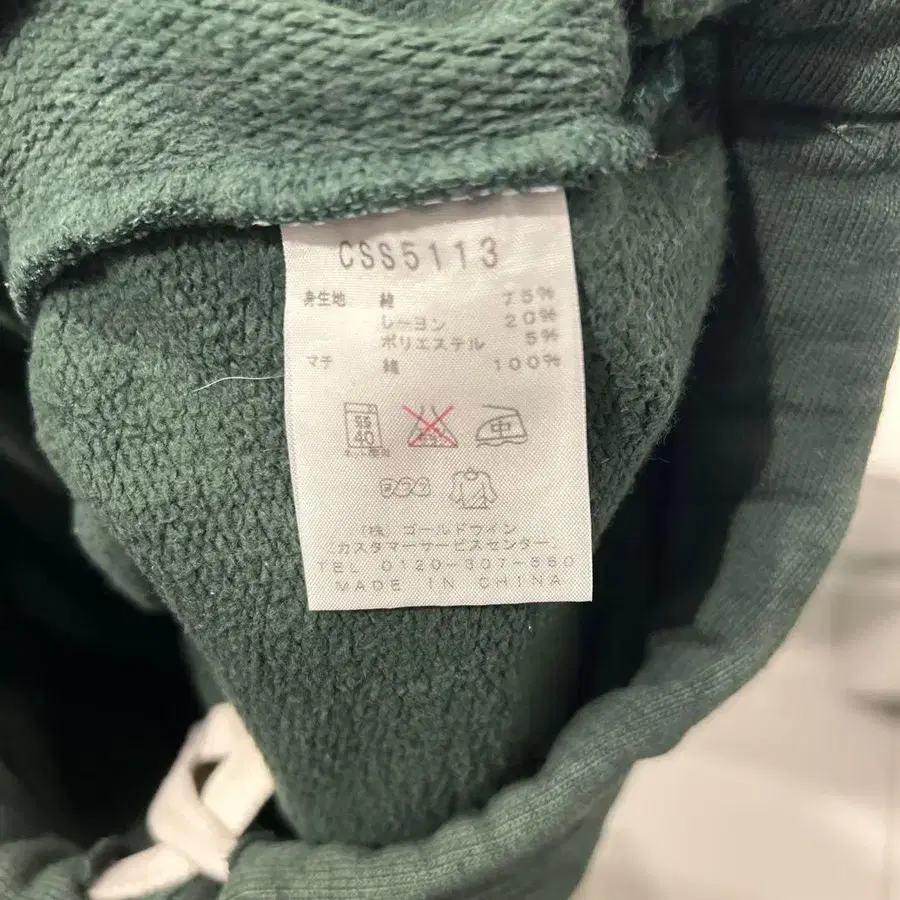 CSS5113
身生地 綿 75%
レーヨン 20%
ポリエステル 5%
マチ 綿 100%
40
中
(株) ゴールドウイン
(カスタマーサービスセンター)
TEL 0120-307-560
MADE IN CHINA